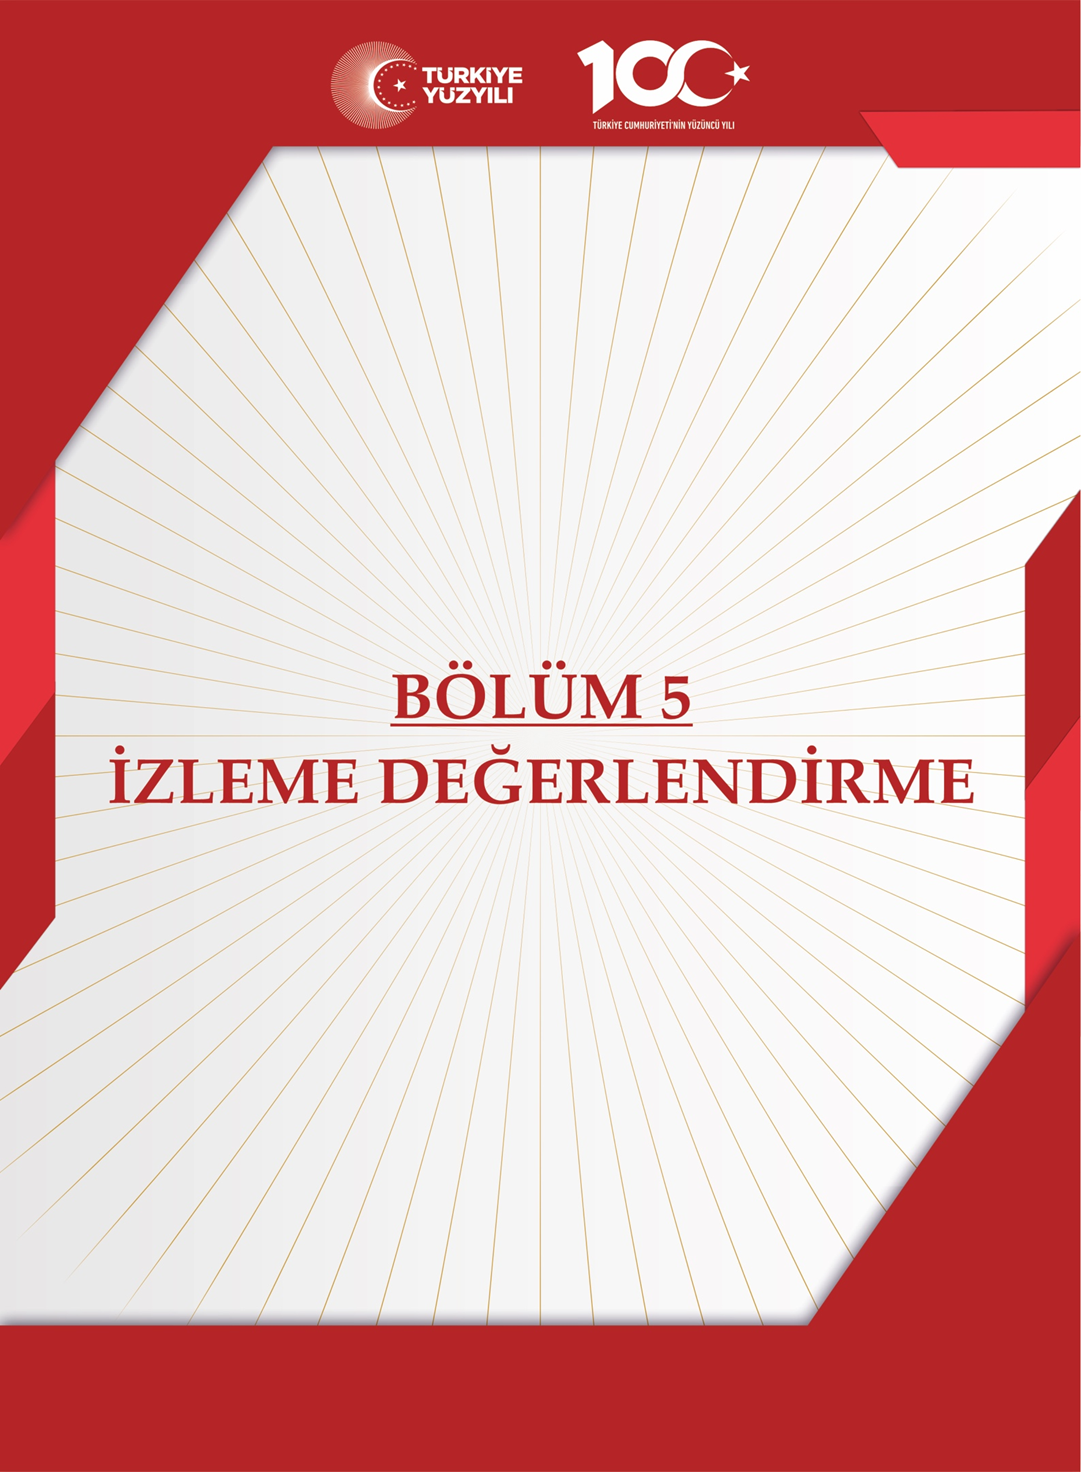 TÜRKİYE
YÜZYILI
100
TÜRKİYE CUMHURİYETİ'NİN YÜZÜNCÜ YILI
BÖLÜM 5
İZLEME DEĞERLENDİRME